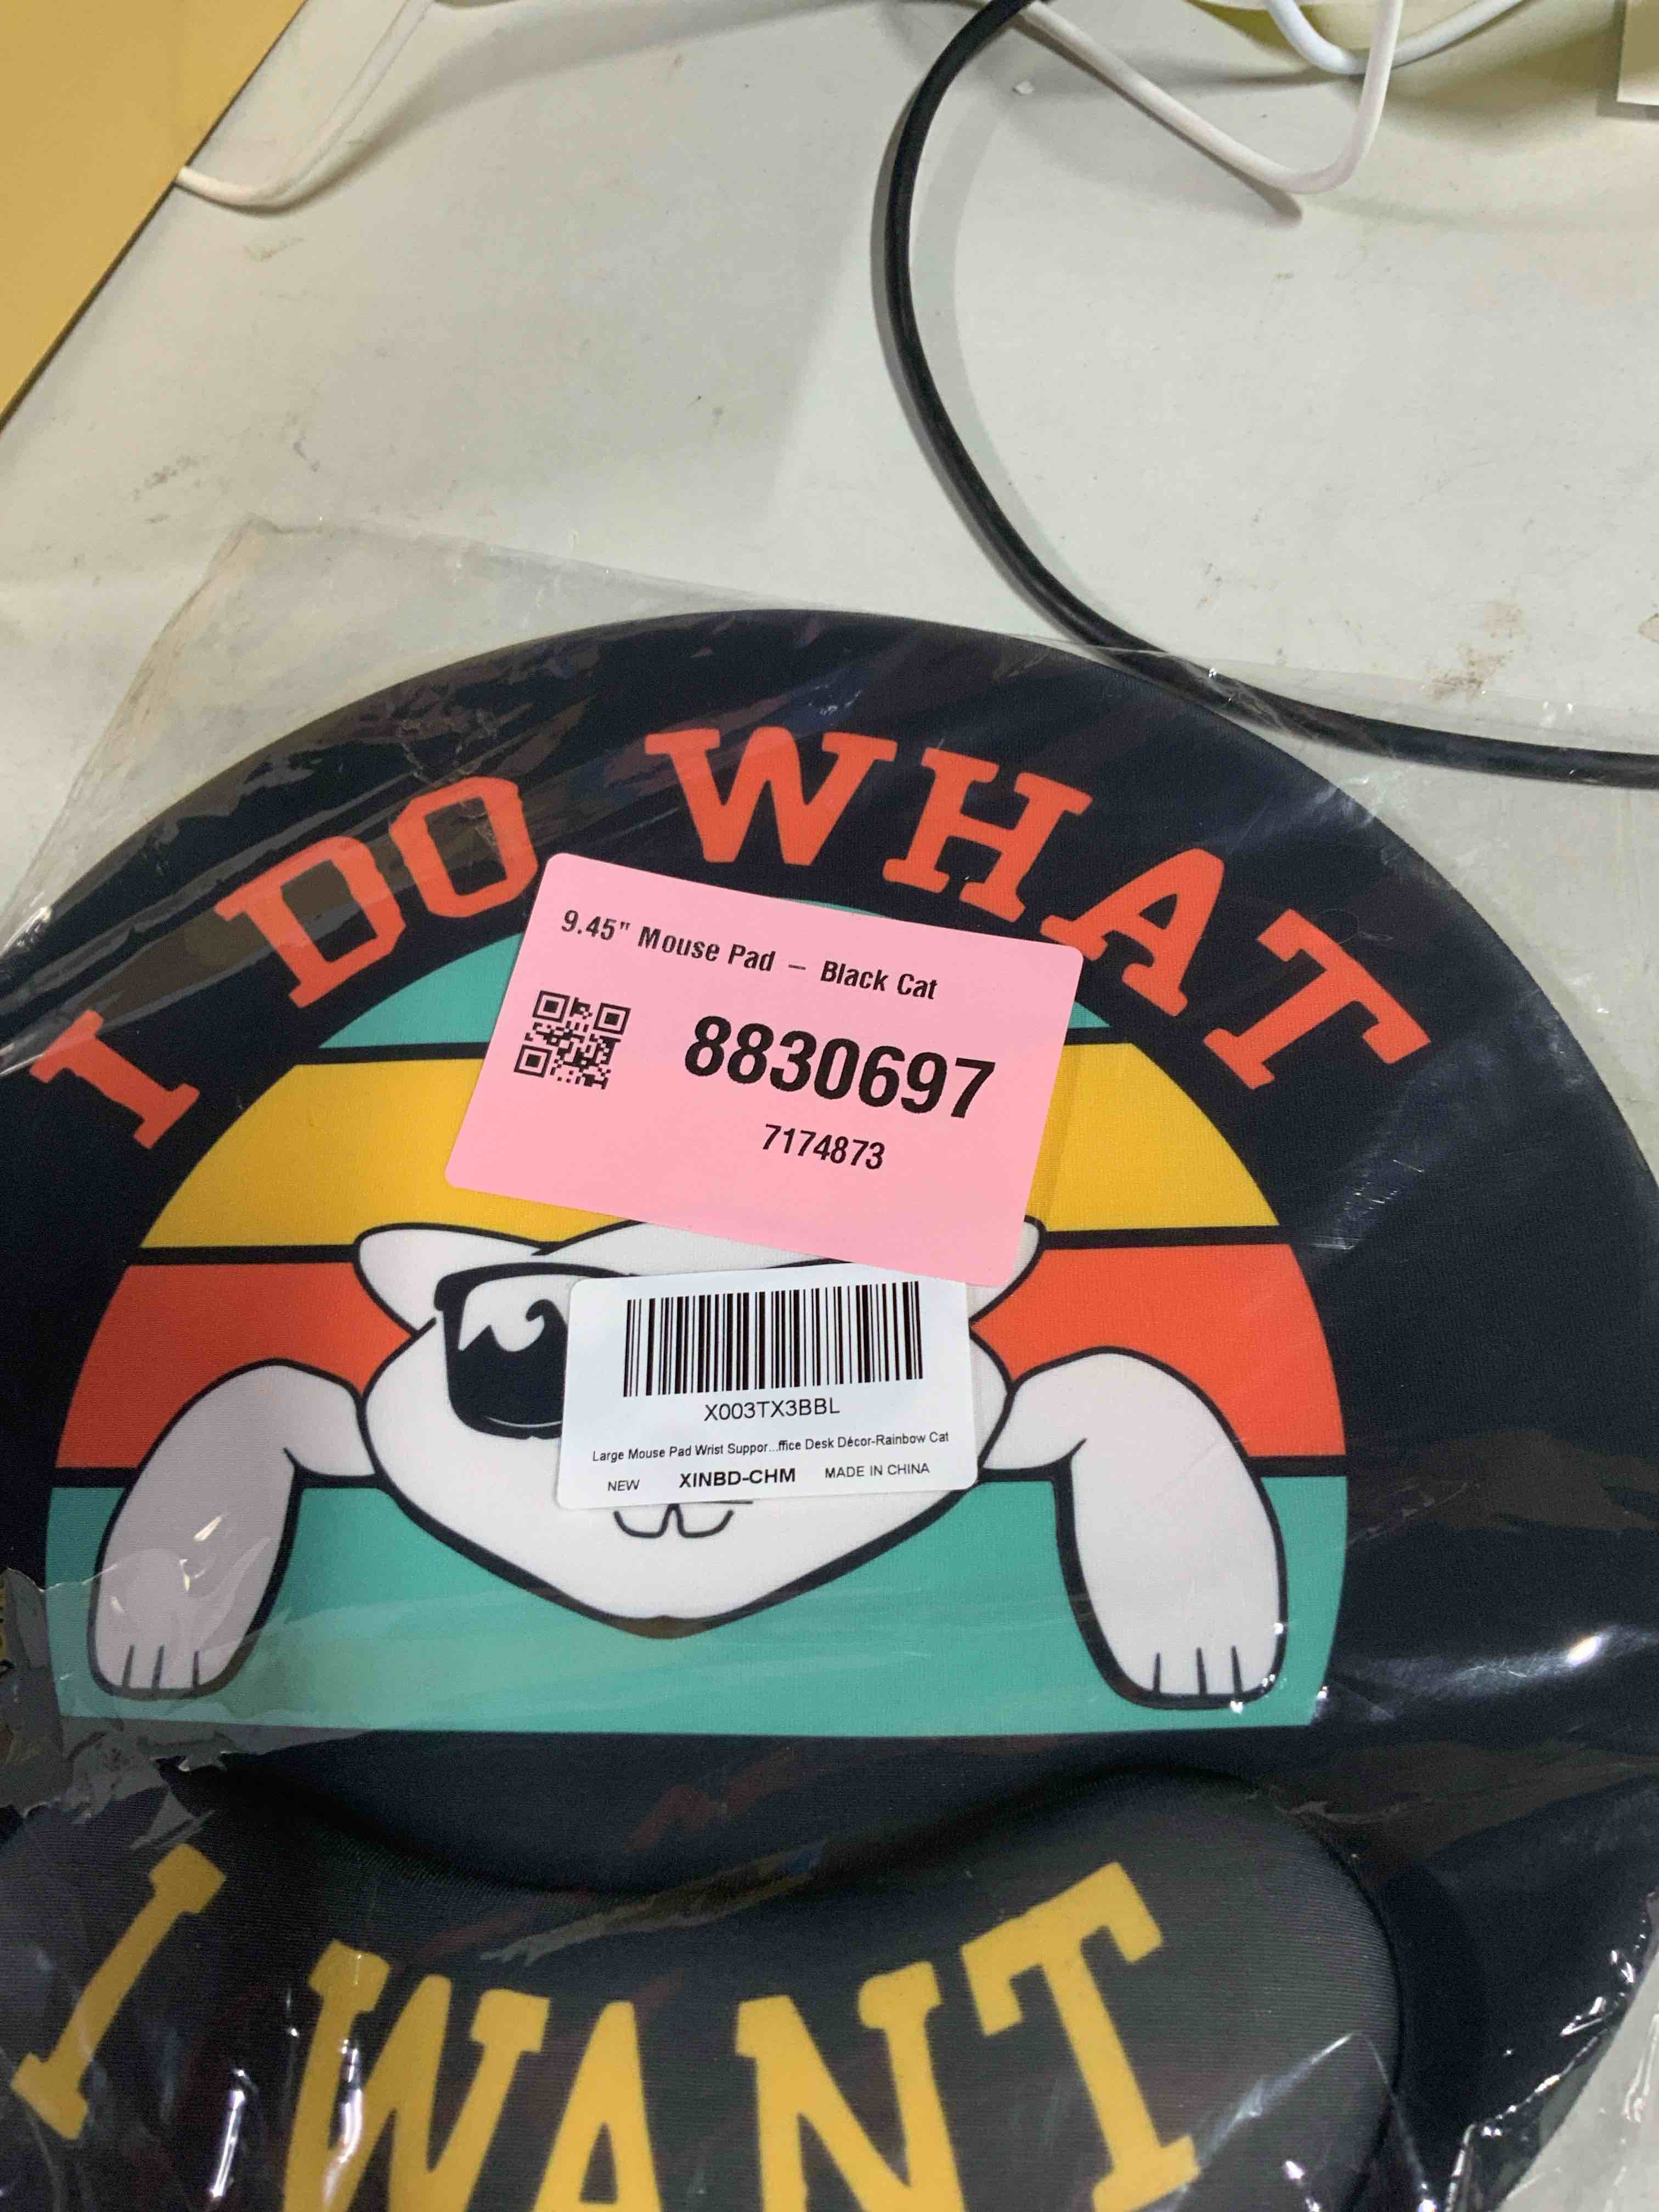 I DO WHAT
9.45" Mouse Pad – Black Cat
8830697
7174873
X003TX3BBL
Large Mouse Pad Wrist Suppor...ffice Desk Décor-Rainbow Cat
NEW XINBD-CHM MADE IN CHINA
I WANT